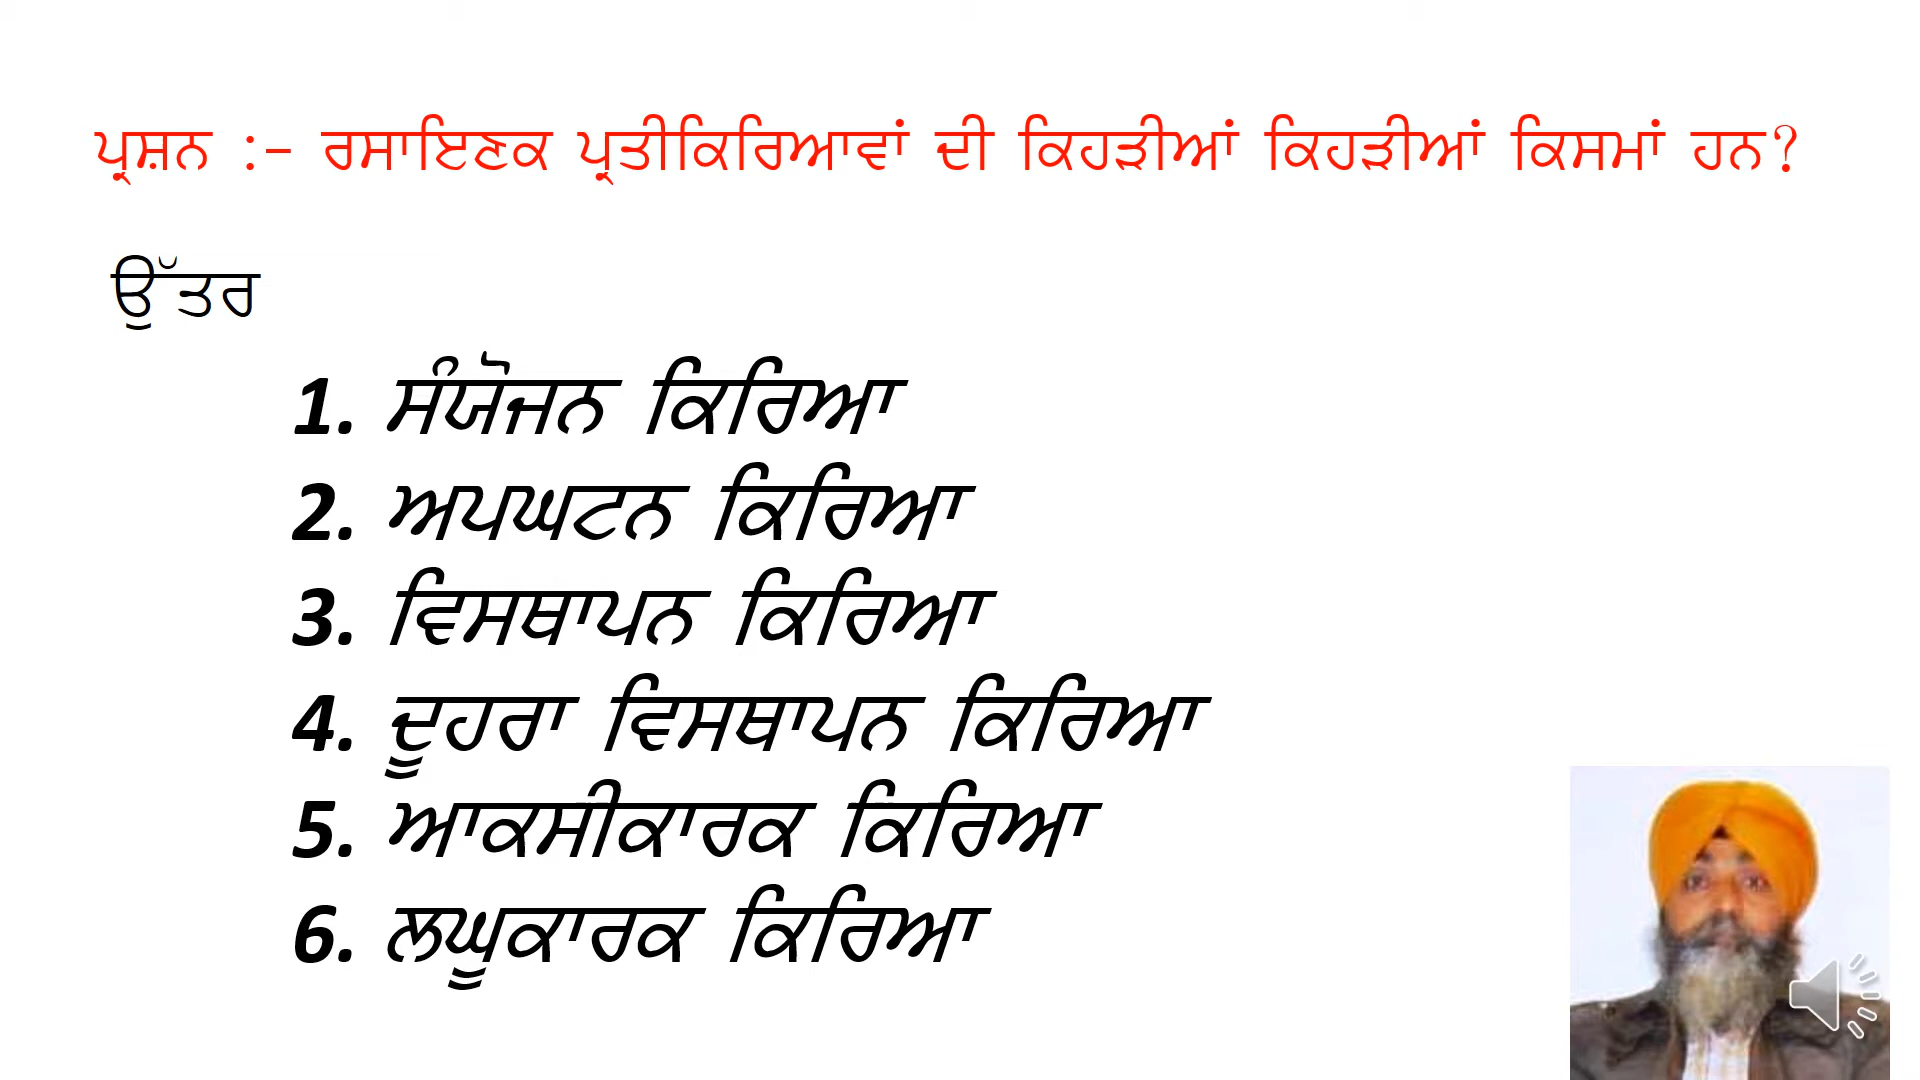 ਪ੍ਰਸ਼ਨ :- ਰਸਾਇਣਕ ਪ੍ਰਤੀਕਿਰਿਆਵਾਂ ਦੀ ਕਿਹੜੀਆਂ ਕਿਹੜੀਆਂ ਕਿਸਮਾਂ ਹਨ?
ਉੱਤਰ
1. ਸੰਯੋਜਨ ਕਿਰਿਆ
2. ਅਪਘਟਨ ਕਿਰਿਆ
3. ਵਿਸਥਾਪਨ ਕਿਰਿਆ
4. ਦੂਹਰਾ ਵਿਸਥਾਪਨ ਕਿਰਿਆ
5. ਆਕਸੀਕਾਰਕ ਕਿਰਿਆ
6. ਲਘੂਕਾਰਕ ਕਿਰਿਆ